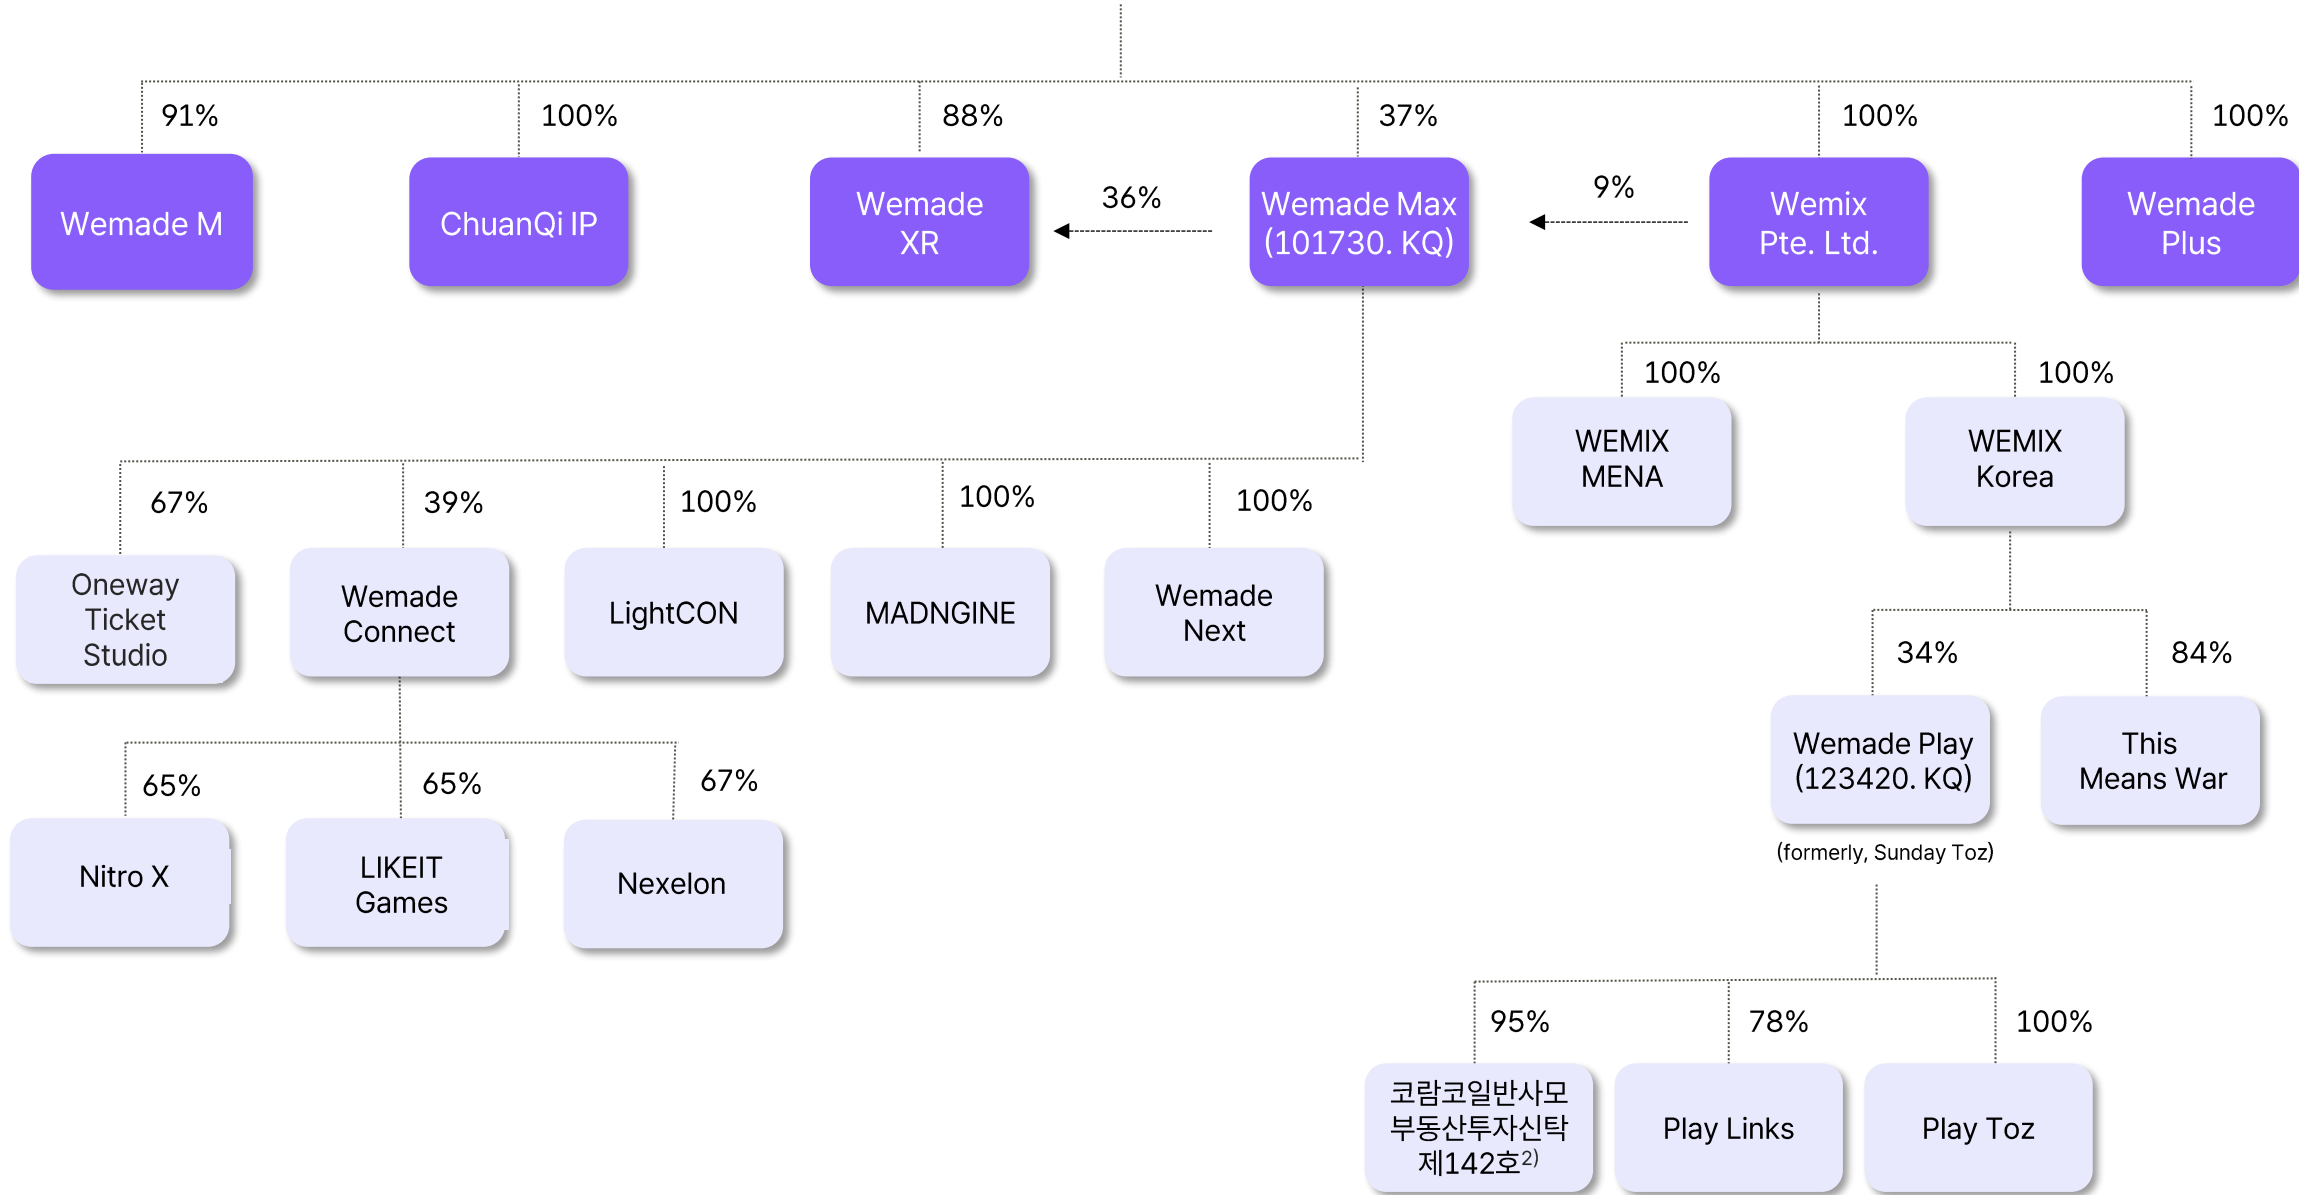 91%
100%
88%
37%
100%
100%
Wemade M
ChuanQi IP
Wemade
XR
36%
Wemade Max
(101730. KQ)
9%
Wemix
Pte. Ltd.
Wemade
Plus
100%
100%
WEMIX
MENA
WEMIX
Korea
67%
39%
100%
100%
100%
Oneway
Ticket
Studio
Wemade
Connect
LightCON
MADNGINE
Wemade
Next
34%
84%
Wemade Play
(123420. KQ)
(formerly, Sunday Toz)
This
Means War
65%
65%
67%
Nitro X
LIKEIT
Games
Nexelon
95%
78%
100%
코람코일반사모
부동산투자신탁
제142호2)
Play Links
Play Toz